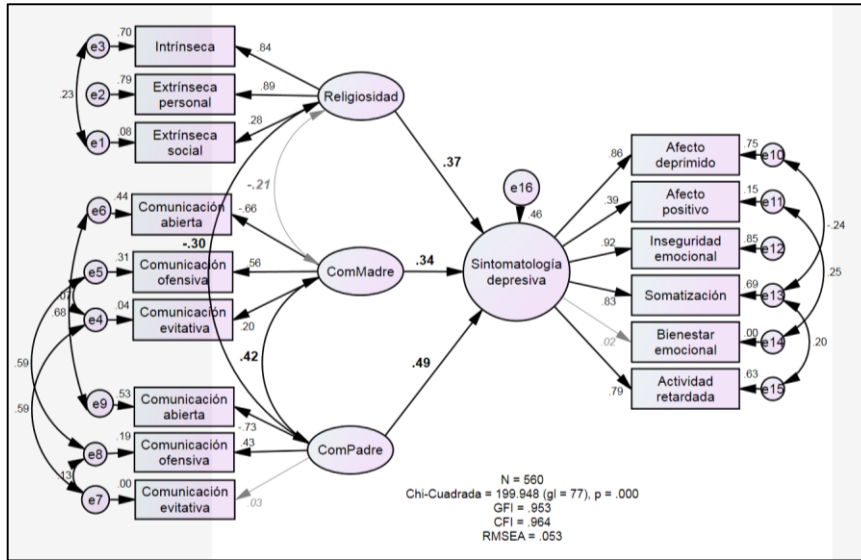 e3
.70
Intrínseca
.84
e2
.79
Extrínseca
personal
.89
Religiosidad
.23
e1
.08
Extrínseca
social
.28
.37
-.21
e6
.44
Comunicación
abierta
-.66
-.30
e5
.31
Comunicación
ofensiva
.56
ComMadre
.34
.07
e4
.04
Comunicación
evitativa
.20
.68
.42
.59
.59
e9
.53
Comunicación
abierta
-.73
.49
e8
.19
Comunicación
ofensiva
.43
ComPadre
.13
e7
.00
Comunicación
evitativa
.03
e16
.46
Sintomatología
depresiva
.86
Afecto
deprimido
.75
e10
.39
Afecto
positivo
.15
e11
-.24
.92
Inseguridad
emocional
.85
e12
.25
.83
Somatización
.69
e13
.02
Bienestar
emocional
.00
e14
.20
.79
Actividad
retardada
.63
e15
N = 560
Chi-Cuadrada = 199.948 (gl = 77), p = .000
GFI = .953
CFI = .964
RMSEA = .053